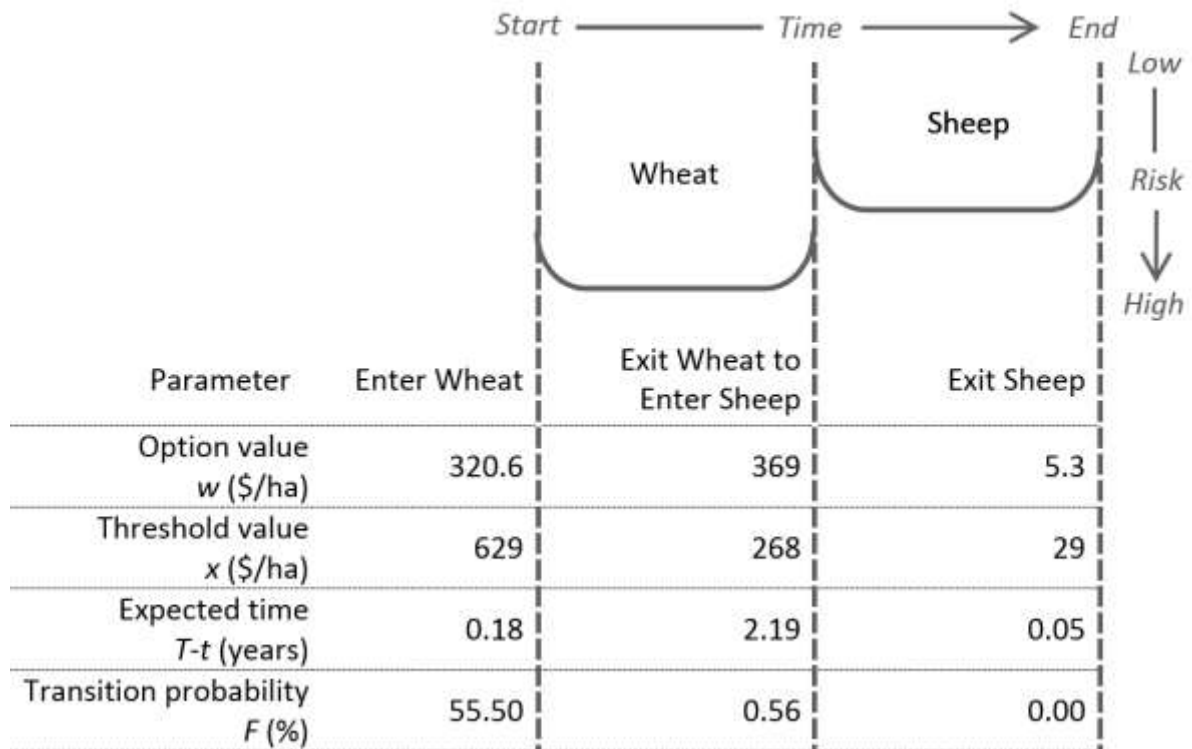 Start Time End
Low
Sheep
Wheat
Risk
High
Parameter Enter Wheat Exit Wheat to Enter Sheep Exit Sheep
Option value
w ($/ha) 320.6 369 5.3
Threshold value
x ($/ha) 629 268 29
Expected time
T-t (years) 0.18 2.19 0.05
Transition probability
F (%) 55.50 0.56 0.00